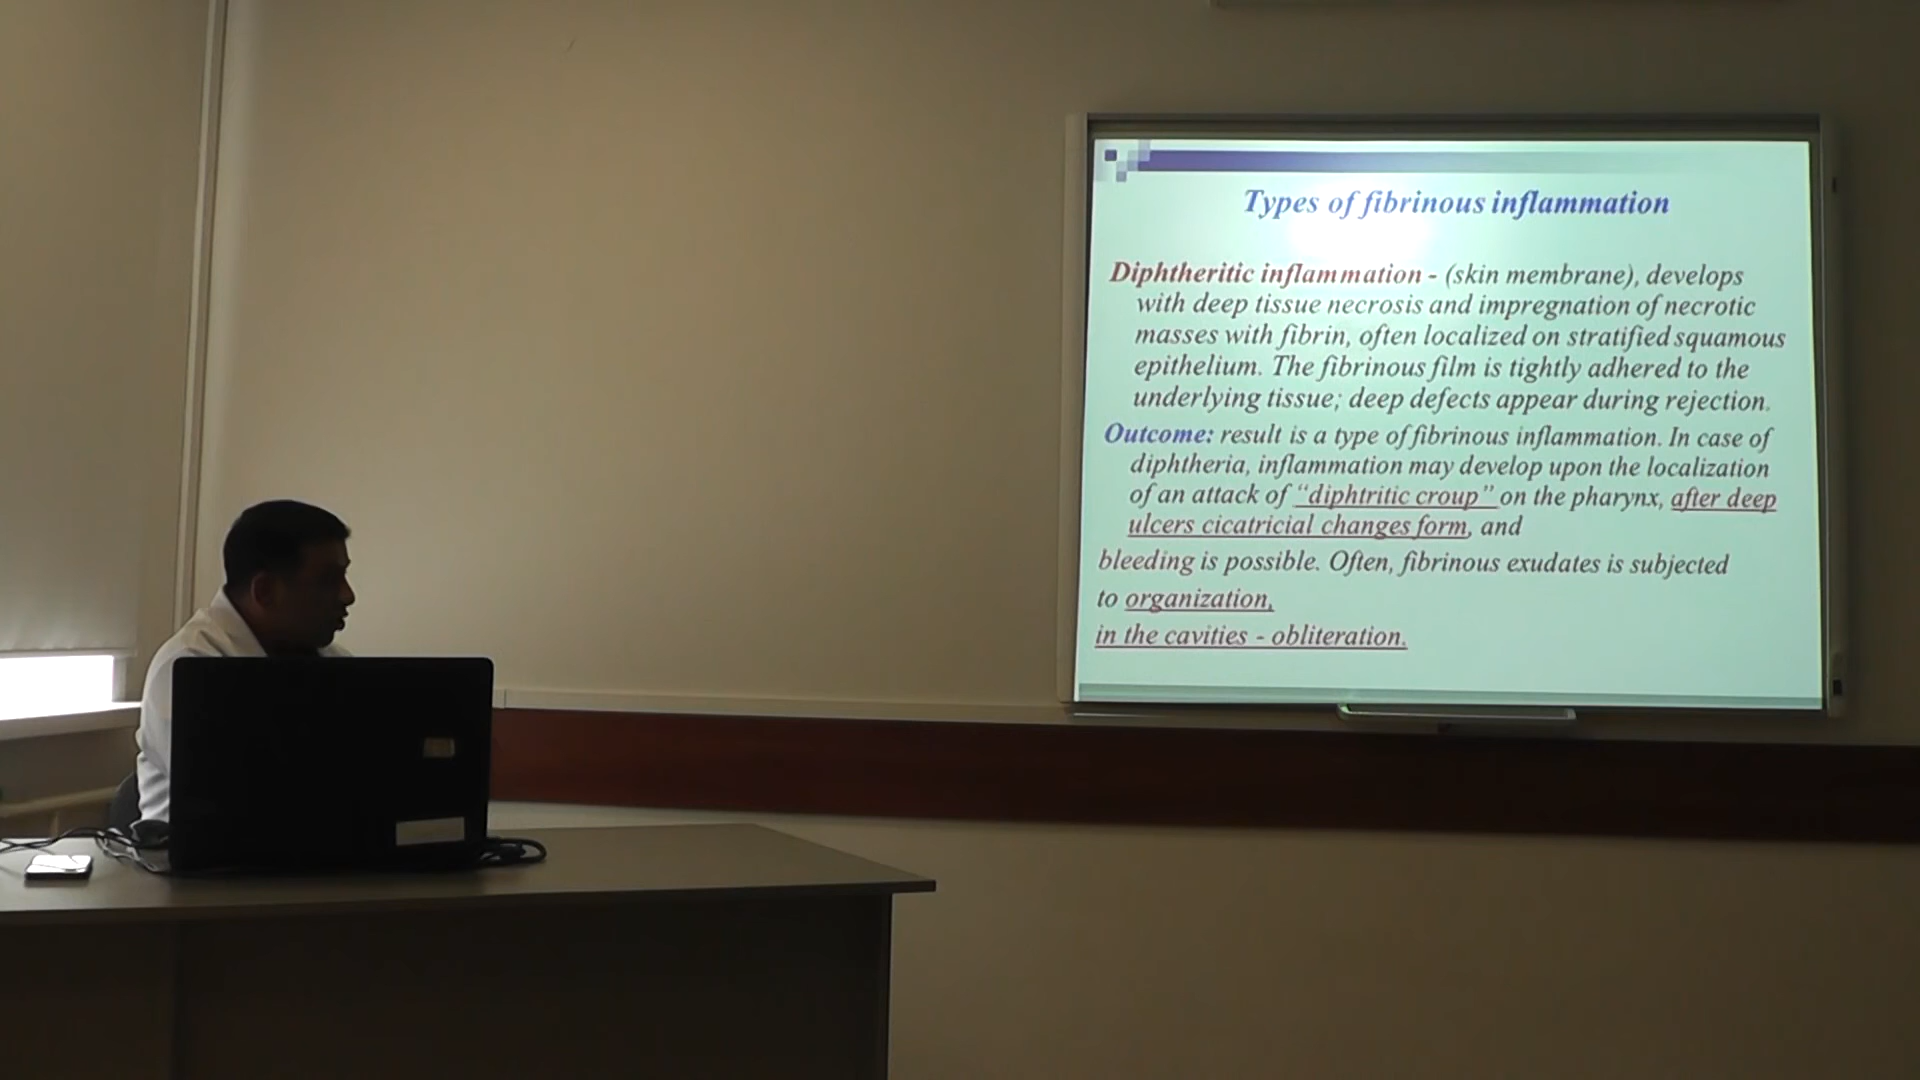 Types of fibrinous inflammation
Diphtheritic inflammation - (skin membrane), develops
with deep tissue necrosis and impregnation of necrotic
masses with fibrin, often localized on stratified squamous
epithelium. The fibrinous film is tightly adhered to the
underlying tissue; deep defects appear during rejection.
Outcome: result is a type of fibrinous inflammation. In case of
diphtheria, inflammation may develop upon the localization
of an attack of “diphtritic croup” on the pharynx, after deep
ulcers cicatricial changes form, and
bleeding is possible. Often, fibrinous exudates is subjected
to organization,
in the cavities - obliteration.